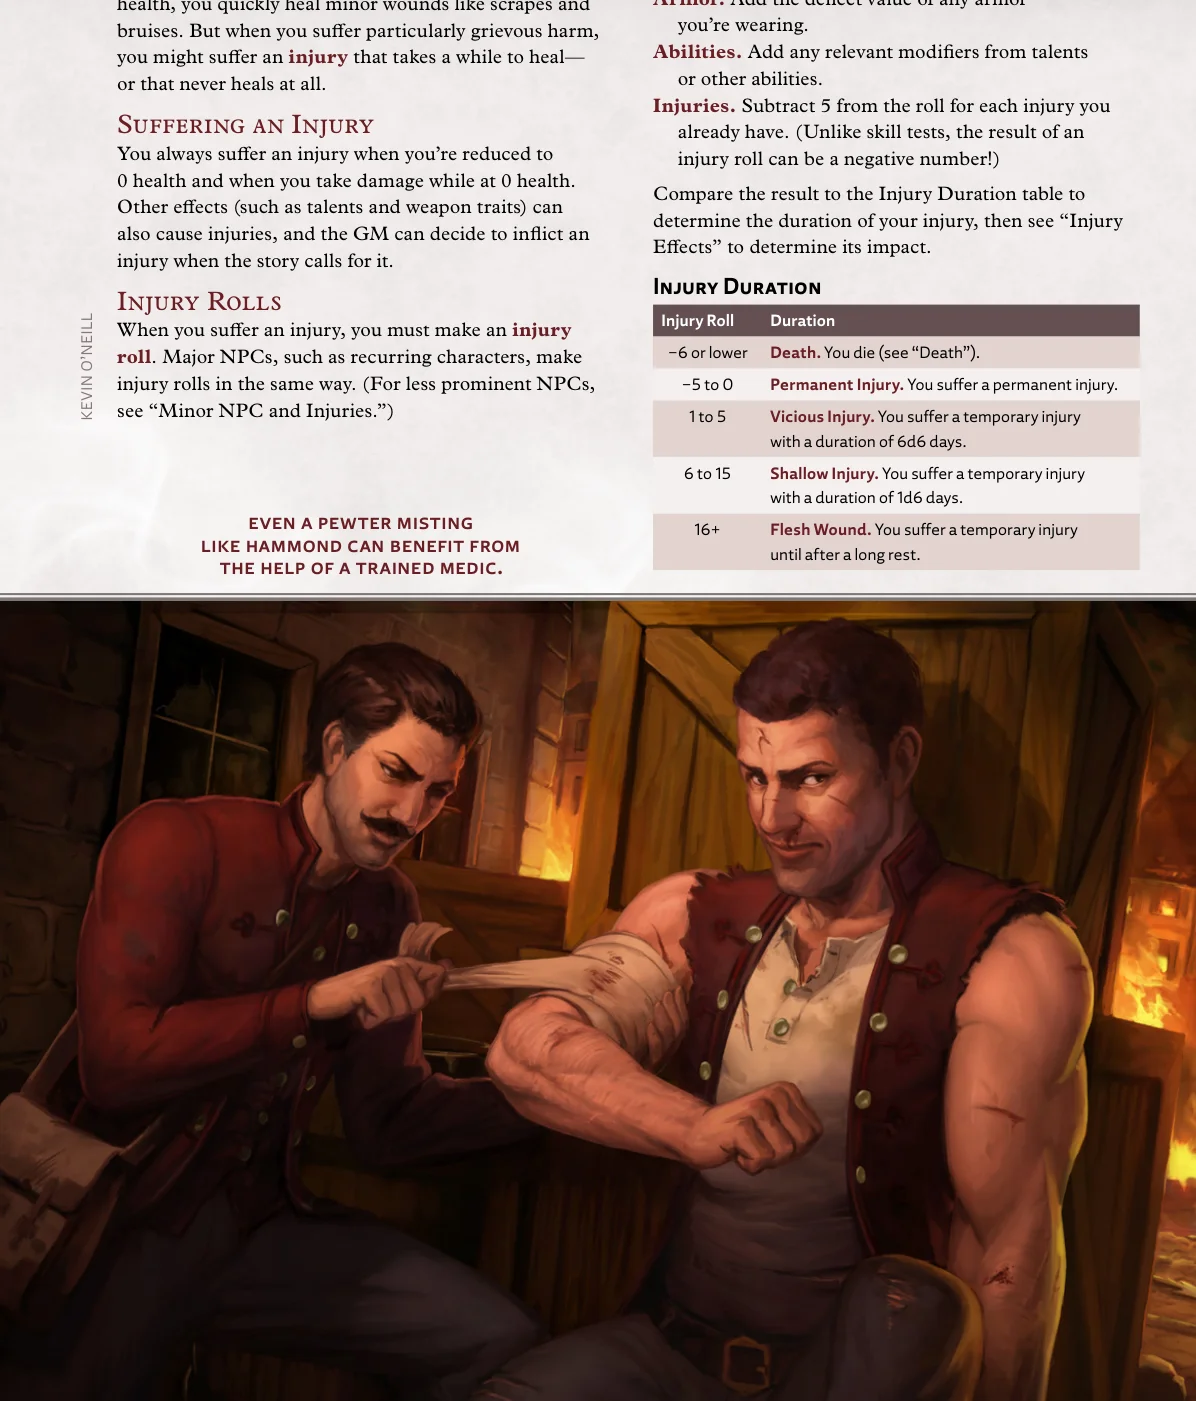 health, you quickly heal minor wounds like scrapes and
bruises. But when you suffer particularly grievous harm,
you might suffer an injury that takes a while to heal—
or that never heals at all.
Suffering an Injury
You always suffer an injury when you’re reduced to
0 health and when you take damage while at 0 health.
Other effects (such as talents and weapon traits) can
also cause injuries, and the GM can decide to inflict an
injury when the story calls for it.
Injury Rolls
When you suffer an injury, you must make an injury
roll. Major NPCs, such as recurring characters, make
injury rolls in the same way. (For less prominent NPCs,
see “Minor NPC and Injuries.”)
KEVIN O’NEILL
EVEN A PEWTER MISTING
LIKE HAMMOND CAN BENEFIT FROM
THE HELP OF A TRAINED MEDIC.
Armor. Add the deflect value of any armor
you’re wearing.
Abilities. Add any relevant modifiers from talents
or other abilities.
Injuries. Subtract 5 from the roll for each injury you
already have. (Unlike skill tests, the result of an
injury roll can be a negative number!)
Compare the result to the Injury Duration table to
determine the duration of your injury, then see “Injury
Effects” to determine its impact.
Injury Duration
Injury Roll Duration
−6 or lower Death. You die (see “Death”).
−5 to 0 Permanent Injury. You suffer a permanent injury.
1 to 5 Vicious Injury. You suffer a temporary injury
with a duration of 6d6 days.
6 to 15 Shallow Injury. You suffer a temporary injury
with a duration of 1d6 days.
16+ Flesh Wound. You suffer a temporary injury
until after a long rest.